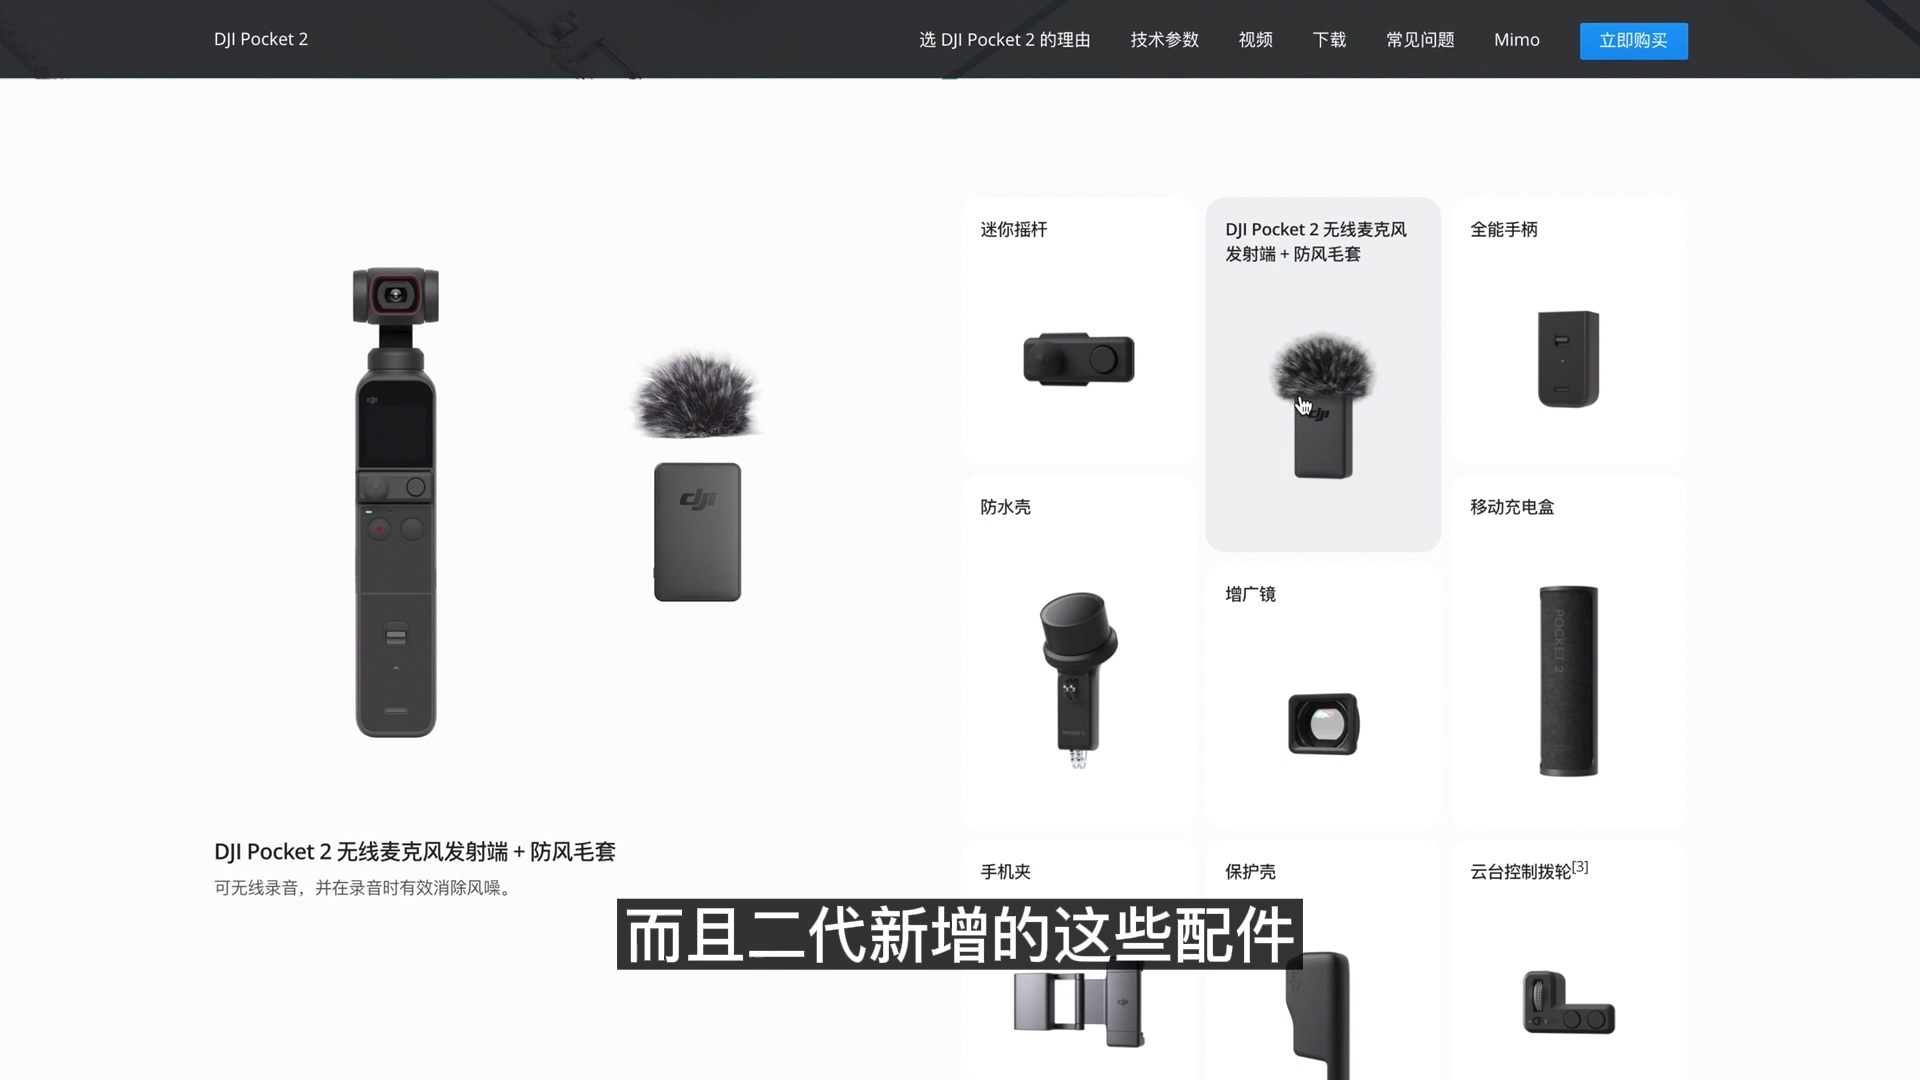 DJI Pocket 2
选 DJI Pocket 2 的理由
技术参数
视频
下载
常见问题
Mimo
立即购买
迷你摇杆
DJI Pocket 2 无线麦克风
发射端 + 防风毛套
全能手柄
dji
dji
dji
防水壳
移动充电盒
增广镜
POCKET 2
DJI Pocket 2 无线麦克风发射端 + 防风毛套
可无线录音，并在录音时有效消除风噪。
手机夹
保护壳
云台控制拨轮[3]
而且二代新增的这些配件